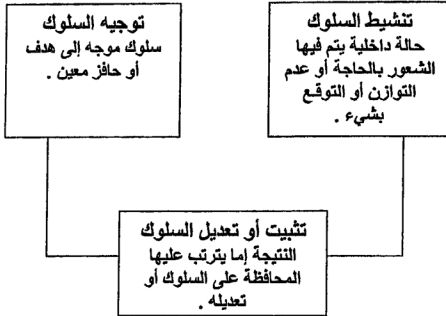 تنشيط السلوك
حالة داخلية يتم فيها
الشعور بالحاجة أو عدم
التوازن أو التوقع
بشيء .
توجيه السلوك
سلوك موجه إلى هدف
أو حافز معين .
تثبيت أو تعديل السلوك
النتيجة إما يترتب عليها
المحافظة على السلوك أو
تعديله .